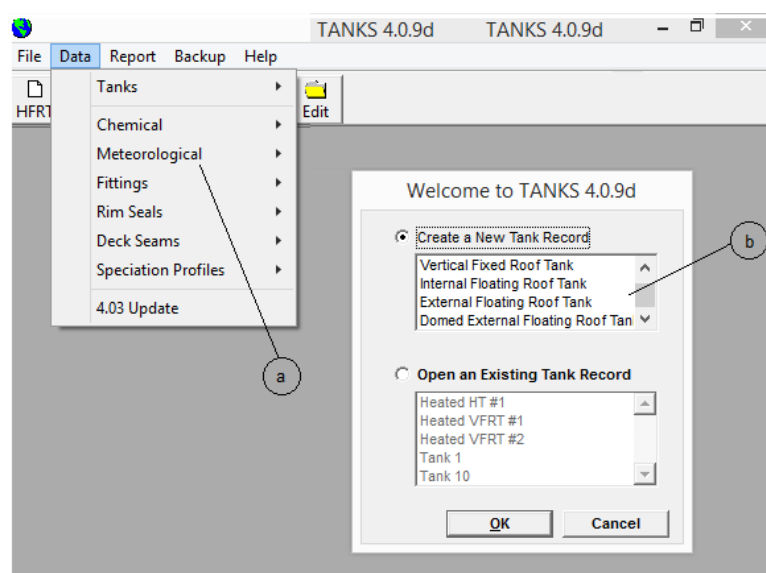 TANKS 4.0.9d TANKS 4.0.9d
File Data Report Backup Help
HFRT Edit
Tanks
Chemical
Meteorological
Fittings
Rim Seals
Deck Seams
Speciation Profiles
4.03 Update
a
Welcome to TANKS 4.0.9d
Create a New Tank Record
Vertical Fixed Roof Tank
Internal Floating Roof Tank
External Floating Roof Tank
Domed External Floating Roof Tan
b
Open an Existing Tank Record
Heated HT #1
Heated VFRT #1
Heated VFRT #2
Tank 1
Tank 10
OK Cancel